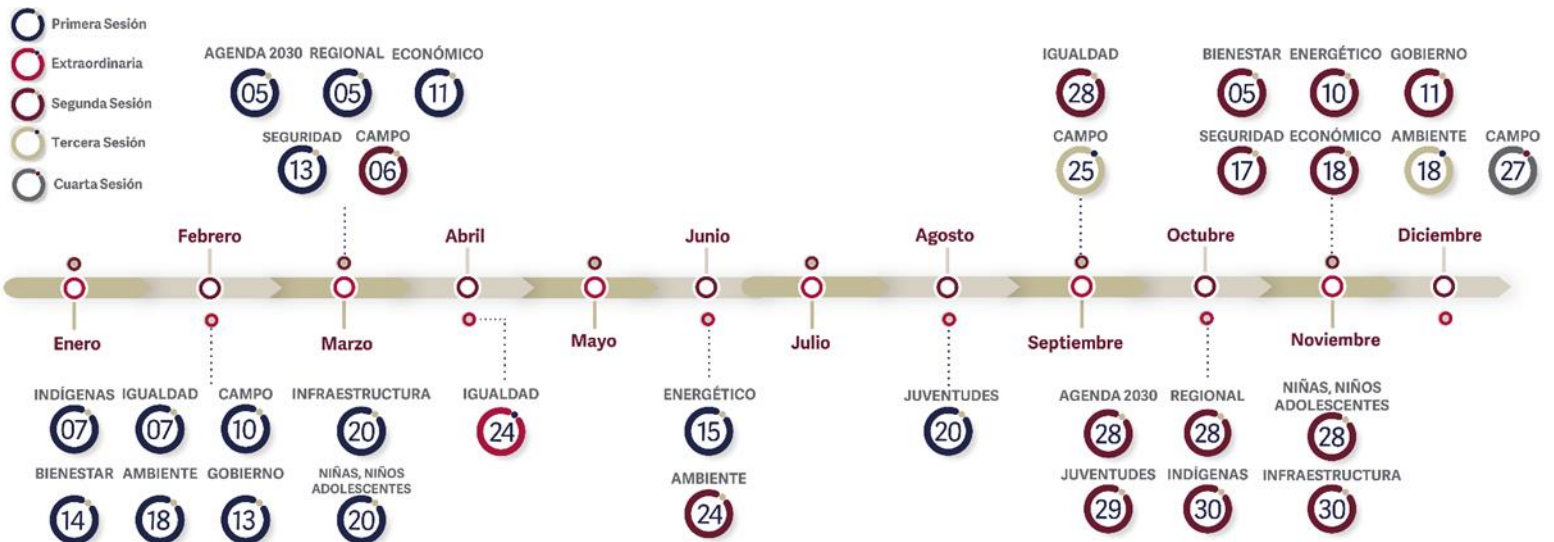 Primera Sesión
Extraordinaria
Segunda Sesión
Tercera Sesión
Cuarta Sesión
AGENDA 2030 REGIONAL ECONÓMICO
05 05 11
SEGURIDAD CAMPO
13 06
IGUALDAD
28
CAMPO
25
BIENESTAR ENERGÉTICO GOBIERNO
05 10 11
SEGURIDAD ECONÓMICO AMBIENTE CAMPO
17 18 18 27
Febrero Abril Junio Agosto Octubre Diciembre
Enero Marzo Mayo Julio Septiembre Noviembre
INDÍGENAS IGUALDAD CAMPO INFRAESTRUCTURA
07 07 10 20
BIENESTAR AMBIENTE GOBIERNO NIÑAS, NIÑOS
ADOLESCENTES
14 18 13 20
IGUALDAD
24
ENERGÉTICO
15
AMBIENTE
24
JUVENTUDES
20
AGENDA 2030 REGIONAL NIÑAS, NIÑOS
ADOLESCENTES
28 28 28
JUVENTUDES INDÍGENAS INFRAESTRUCTURA
29 30 30